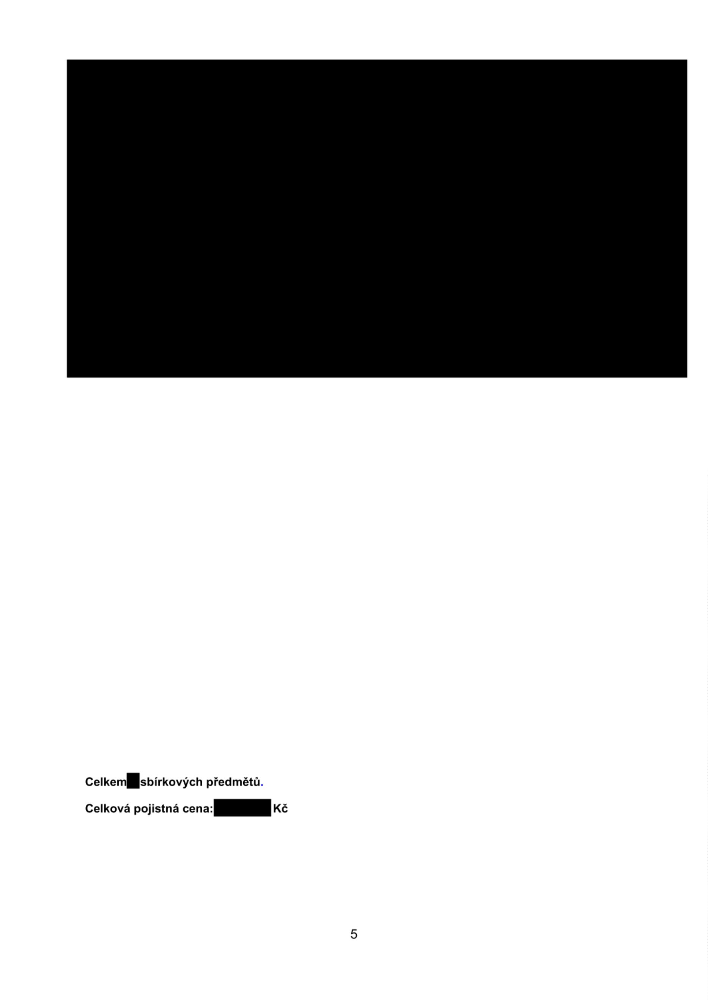 Celkem sbírkových předmětů.
Celková pojistná cena: Kč
5